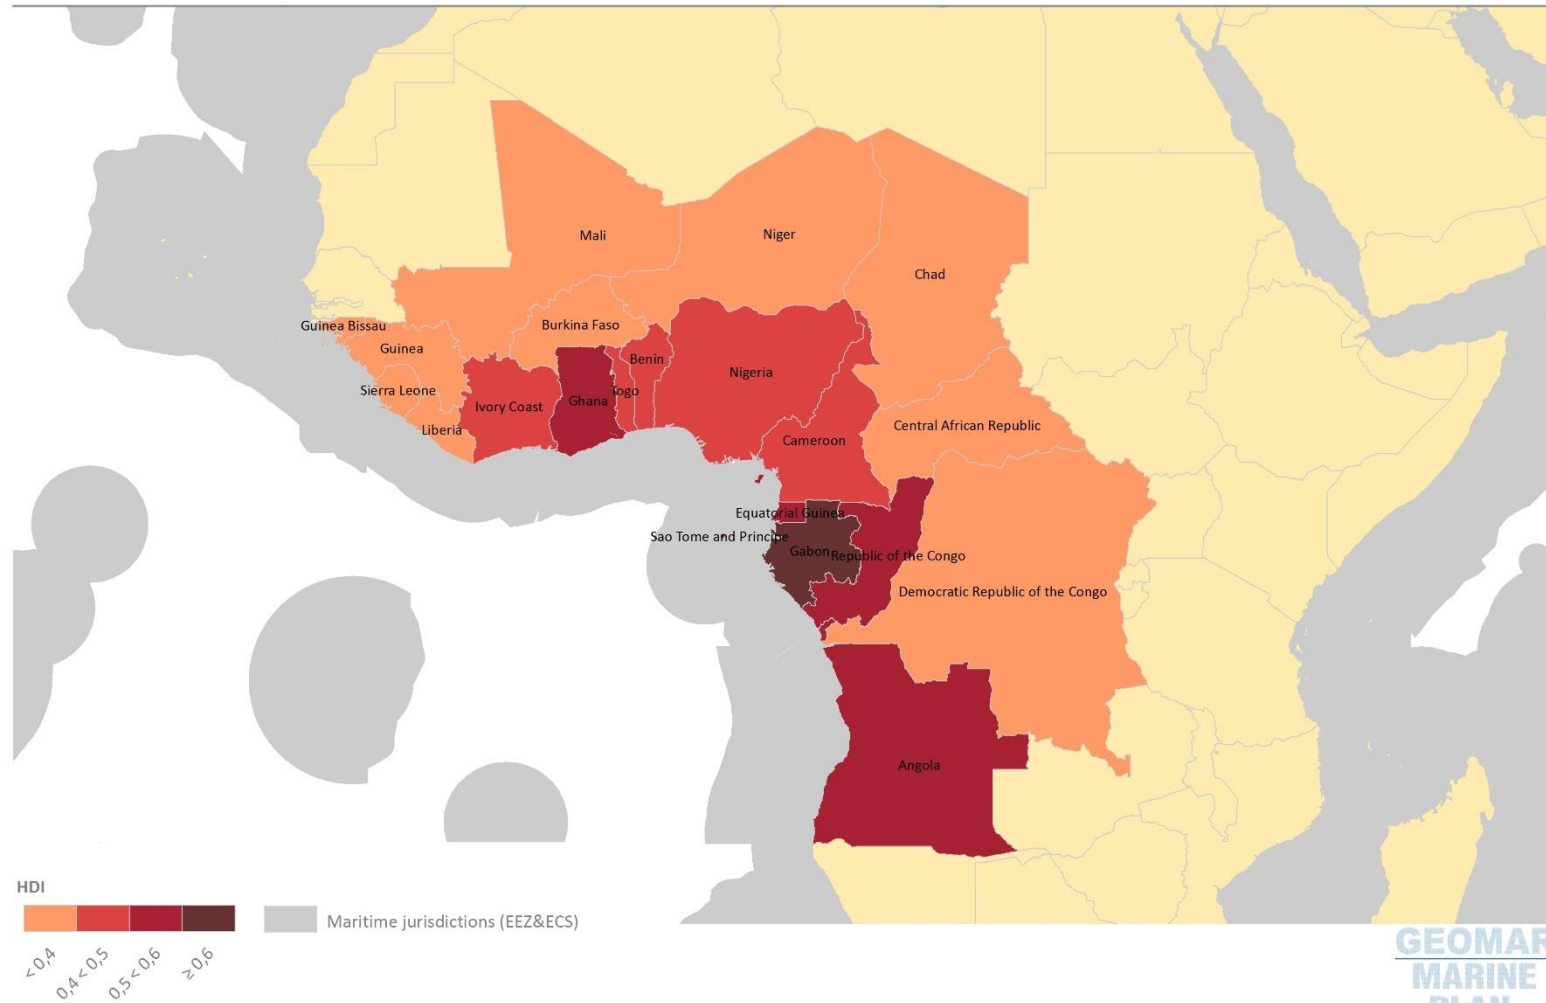 Mali
Niger
Chad
Guinea Bissau
Burkina Faso
Guinea
Benin
Nigeria
Sierra Leone
Togo
Ghana
Ivory Coast
Liberia
Central African Republic
Cameroon
Equatorial Guinea
Sao Tome and Principe
Gabon
Republic of the Congo
Democratic Republic of the Congo
Angola
HDI
Maritime jurisdictions (EEZ&ECS)
< 0,4
0,4 < 0,5
0,5 < 0,6
≥ 0,6
GEOMAR
MARINE
PLAN